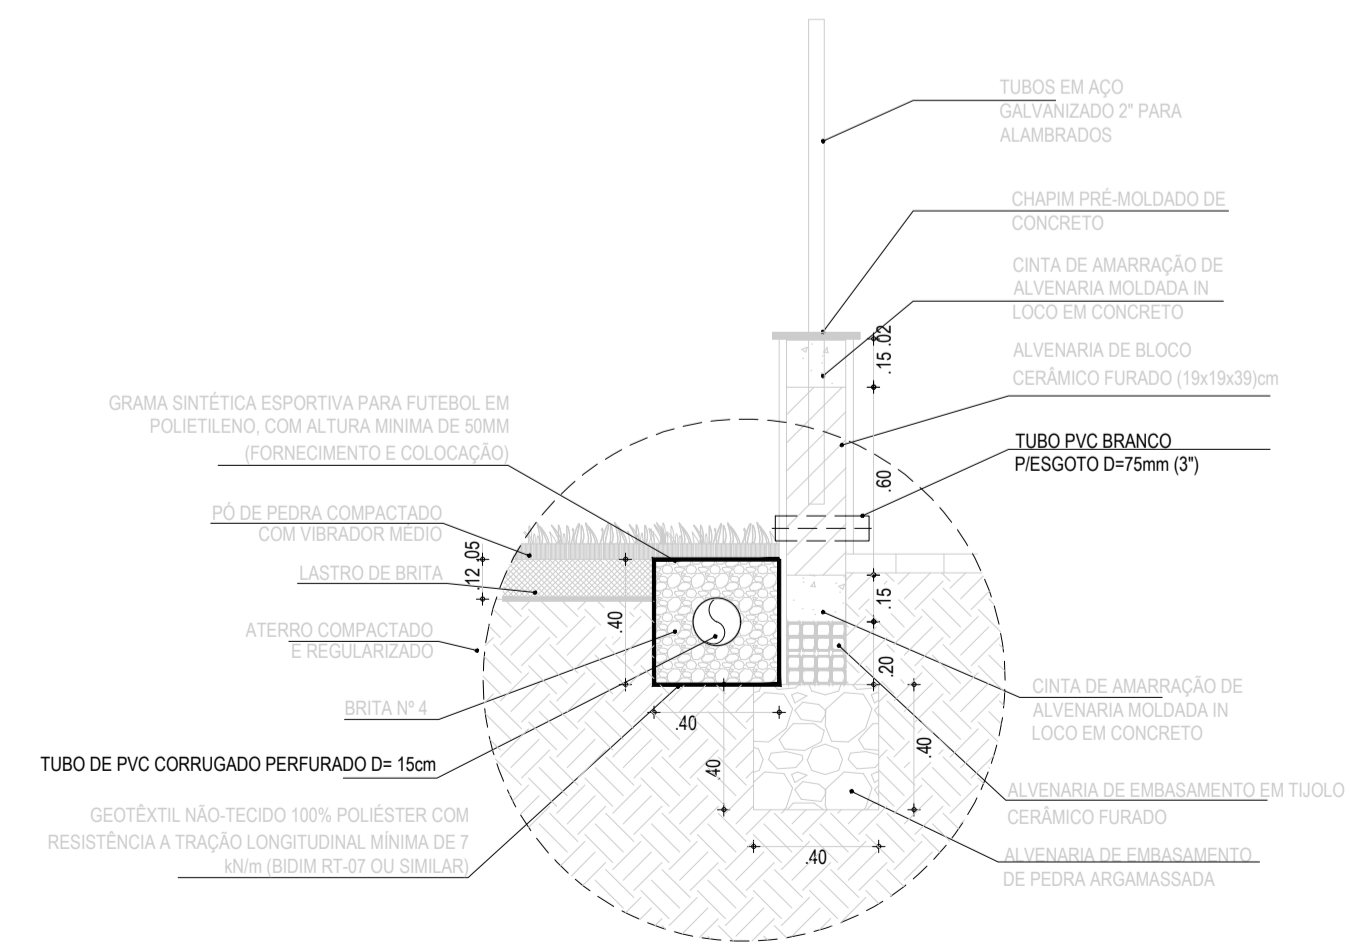 TUBOS EM AÇO
GALVANIZADO 2" PARA
ALAMBRADOS
CHAPIM PRÉ-MOLDADO DE
CONCRETO
CINTA DE AMARRAÇÃO DE
ALVENARIA MOLDADA IN
LOCO EM CONCRETO
ALVENARIA DE BLOCO
CERÂMICO FURADO (19x19x39)cm
TUBO PVC BRANCO
P/ESGOTO D=75mm (3")
GRAMA SINTÉTICA ESPORTIVA PARA FUTEBOL EM
POLIETILENO, COM ALTURA MINIMA DE 50MM
(FORNECIMENTO E COLOCAÇÃO)
PÓ DE PEDRA COMPACTADO
COM VIBRADOR MÉDIO
LASTRO DE BRITA
ATERRO COMPACTADO
E REGULARIZADO
BRITA Nº 4
TUBO DE PVC CORRUGADO PERFURADO D= 15cm
GEOTÊXTIL NÃO-TECIDO 100% POLIÉSTER COM
RESISTÊNCIA A TRAÇÃO LONGITUDINAL MÍNIMA DE 7
kN/m (BIDIM RT-07 OU SIMILAR)
CINTA DE AMARRAÇÃO DE
ALVENARIA MOLDADA IN
LOCO EM CONCRETO
ALVENARIA DE EMBASAMENTO EM TIJOLO
CERÂMICO FURADO
ALVENARIA DE EMBASAMENTO
DE PEDRA ARGAMASSADA
.02
.15
.60
.15
.20
.05
.12
.40
.40
.40
.40
.40